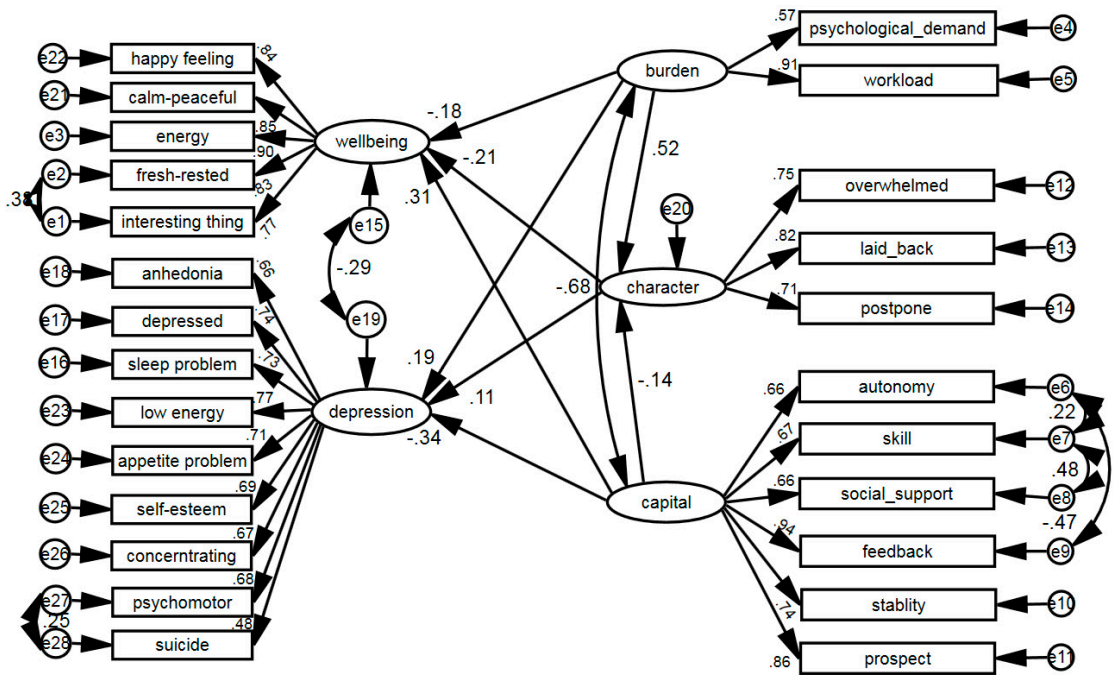 e22 happy feeling .84
e21 calm-peaceful
e3 energy .85
e2 fresh-rested .90
.38
e1 interesting thing .83
.77
wellbeing
e15
-.29
e19
e18 anhedonia .66
e17 depressed .74
e16 sleep problem .73
e23 low energy .77
e24 appetite problem .71
e25 self-esteem .69
e26 concerntrating .67
e27 psychomotor .68
.25
e28 suicide .48
depression
-.18
-.21
.31
.52
-.68
.19
.11
-.14
-.34
burden
.57 psychological_demand e4
.91 workload e5
e20
character
.75 overwhelmed e12
.82 laid_back e13
.71 postpone e14
capital
.66 autonomy e6
.22
.67 skill e7
.48
.66 social_support e8
-.47
.94 feedback e9
stablity e10
.74
.86 prospect e11